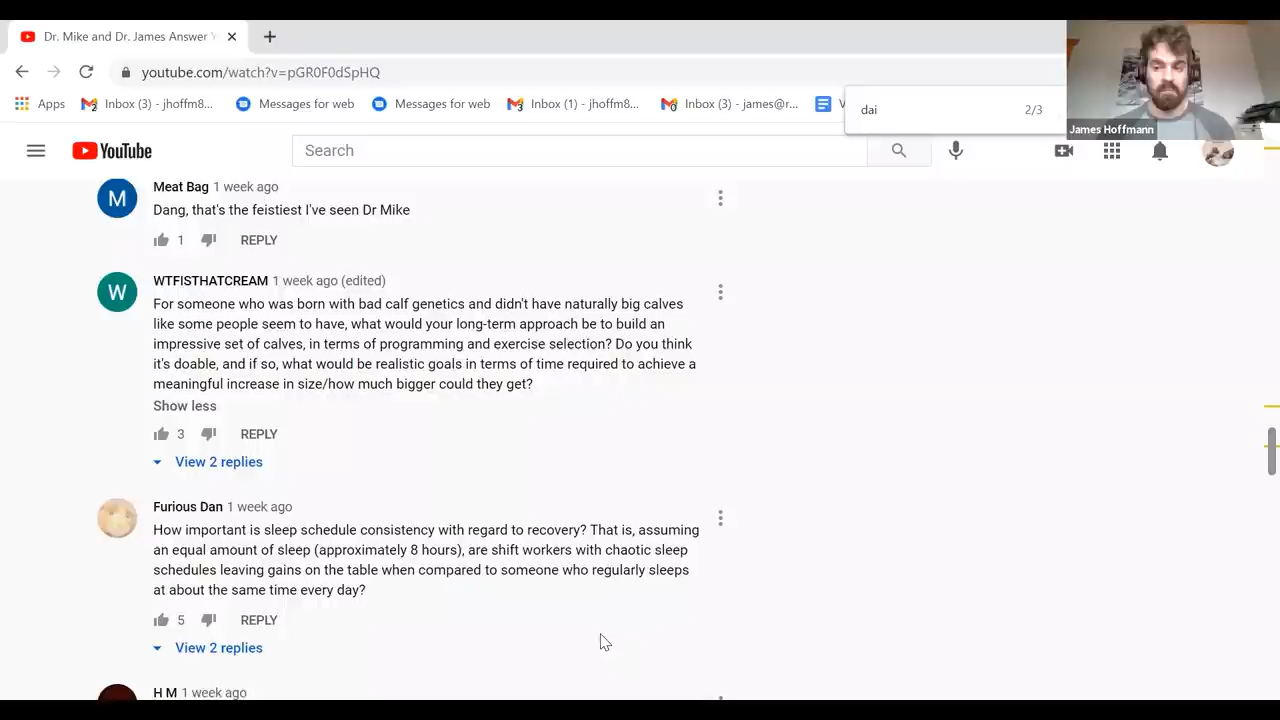 Dr. Mike and Dr. James Answer Y
youtube.com/watch?v=pGR0F0dSpHQ
Apps
Inbox (3) - jhoffm8...
Messages for web
Messages for web
Inbox (1) - jhoffm8...
Inbox (3) - james@r...
dai
2/3
James Hoffmann
YouTube
Search
Meat Bag 1 week ago
Dang, that's the feistiest I've seen Dr Mike
1
REPLY
W
WTFISTHATCREAM 1 week ago (edited)
For someone who was born with bad calf genetics and didn't have naturally big calves
like some people seem to have, what would your long-term approach be to build an
impressive set of calves, in terms of programming and exercise selection? Do you think
it's doable, and if so, what would be realistic goals in terms of time required to achieve a
meaningful increase in size/how much bigger could they get?
Show less
3
REPLY
View 2 replies
Furious Dan 1 week ago
How important is sleep schedule consistency with regard to recovery? That is, assuming
an equal amount of sleep (approximately 8 hours), are shift workers with chaotic sleep
schedules leaving gains on the table when compared to someone who regularly sleeps
at about the same time every day?
5
REPLY
View 2 replies
H M 1 week ago